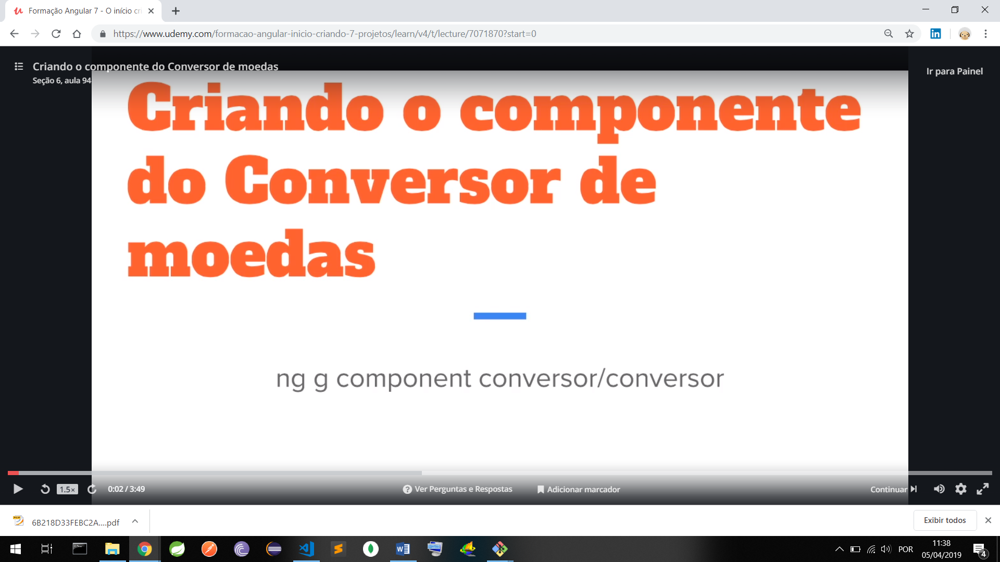 Formação Angular 7 - O início cri
https://www.udemy.com/formacao-angular-inicio-criando-7-projetos/learn/v4/t/lecture/7071870?start=0
Criando o componente do Conversor de moedas
Seção 6, aula 94
Ir para Painel
Criando o componente
do Conversor de
moedas
ng g component conversor/conversor
1.5×
0:02 / 3:49
? Ver Perguntas e Respostas
Adicionar marcador
Continuar
6B218D33FEBC2A....pdf
Exibir todos
POR
11:38
05/04/2019
4